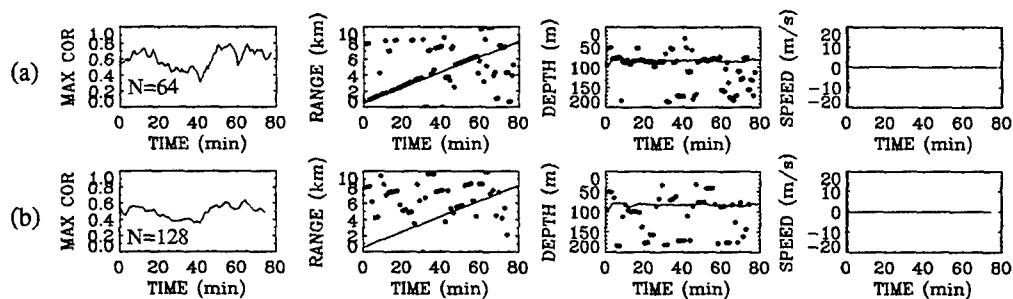 (a)
MAX COR
1.0
0.8
0.6
0.4
0.2
0.0
N=64
0 20 40 60 80
TIME (min)
RANGE (km)
10
8
6
4
2
0
0 20 40 60 80
TIME (min)
DEPTH (m)
0
50
100
150
200
0 20 40 60 80
TIME (min)
SPEED (m/s)
20
10
0
-10
-20
0 20 40 60 80
TIME (min)
(b)
MAX COR
1.0
0.8
0.6
0.4
0.2
0.0
N=128
0 20 40 60 80
TIME (min)
RANGE (km)
10
8
6
4
2
0
0 20 40 60 80
TIME (min)
DEPTH (m)
0
50
100
150
200
0 20 40 60 80
TIME (min)
SPEED (m/s)
20
10
0
-10
-20
0 20 40 60 80
TIME (min)